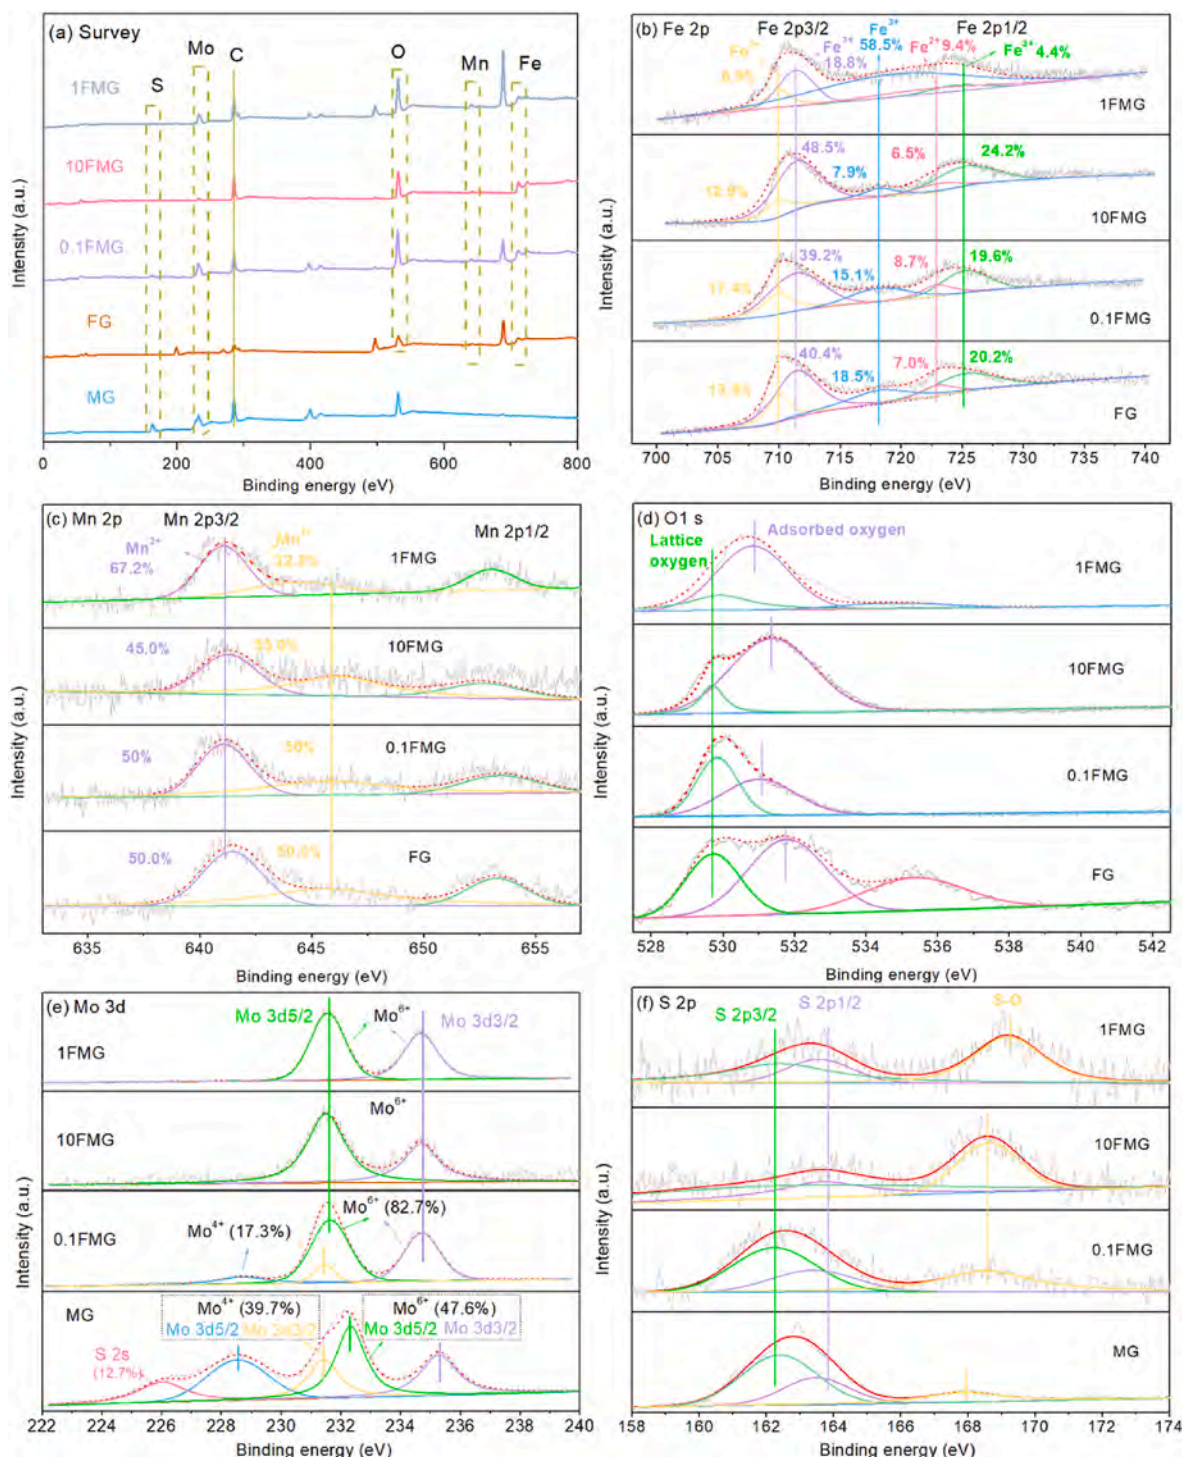 (a) Survey
S
Mo
C
O
Mn
Fe
1FMG
10FMG
0.1FMG
FG
MG
Intensity (a.u.)
0 200 400 600 800
Binding energy (eV)
(b) Fe 2p
Fe 2p3/2
Fe 2p1/2
Fe³⁺
18.8%
Fe³⁺
58.5%
Fe²⁺ 9.4%
4.4%
1FMG
48.5%
7.9%
6.5%
24.2%
10FMG
39.2%
15.1%
8.7%
19.6%
17.4%
0.1FMG
40.4%
18.5%
7.0%
20.2%
FG
Intensity (a.u.)
700 705 710 715 720 725 730 735 740
Binding energy (eV)
(c) Mn 2p
Mn 2p3/2
Mn 2p1/2
Mn²⁺
67.2%
1FMG
45.0%
55.0%
10FMG
50%
50%
0.1FMG
50.0%
50.0%
FG
Intensity (a.u.)
635 640 645 650 655
Binding energy (eV)
(d) O1 s
Lattice
oxygen
Adsorbed oxygen
1FMG
10FMG
0.1FMG
FG
Intensity (a.u.)
528 530 532 534 536 538 540 542
Binding energy (eV)
(e) Mo 3d
Mo 3d5/2
Mo⁶⁺
Mo 3d3/2
1FMG
Mo⁶⁺
10FMG
Mo⁶⁺ (82.7%)
Mo⁴⁺ (17.3%)
0.1FMG
MG
Mo⁴⁺ (39.7%)
Mo⁶⁺ (47.6%)
Mo 3d5/2 Mo 3d3/2
Mo 3d5/2 Mo 3d3/2
S 2s
(12.7%)
Intensity (a.u.)
222 224 226 228 230 232 234 236 238 240
Binding energy (eV)
(f) S 2p
S 2p3/2
S 2p1/2
S-O
1FMG
10FMG
0.1FMG
MG
Intensity (a.u.)
158 160 162 164 166 168 170 172 174
Binding energy (eV)